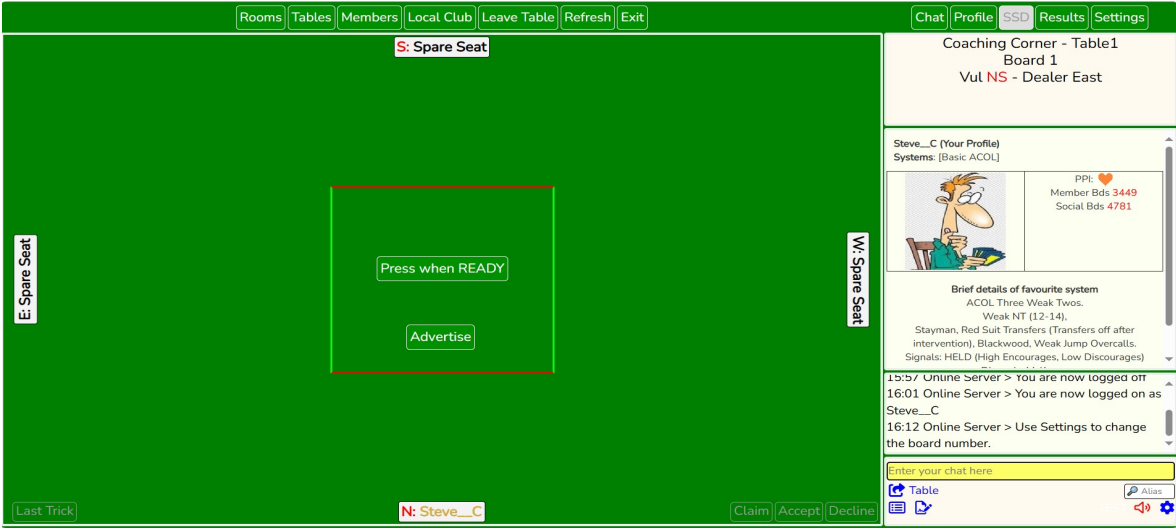 Rooms Tables Members Local Club Leave Table Refresh Exit
Chat Profile SSD Results Settings
S: Spare Seat
E: Spare Seat
W: Spare Seat
Press when READY
Advertise
Last Trick
N: Steve__C
Claim Accept Decline
Coaching Corner - Table1
Board 1
Vul NS - Dealer East
Steve__C (Your Profile)
Systems: [Basic ACOL]
PPI:
Member Bds 3449
Social Bds 4781
Brief details of favourite system
ACOL Three Weak Twos.
Weak NT (12-14),
Stayman, Red Suit Transfers (Transfers off after
intervention), Blackwood, Weak Jump Overcalls.
Signals: HELD (High Encourages, Low Discourages)
15:57 Online Server > You are now logged off
16:01 Online Server > You are now logged on as
Steve__C
16:12 Online Server > Use Settings to change
the board number.
Enter your chat here
Table
Alias